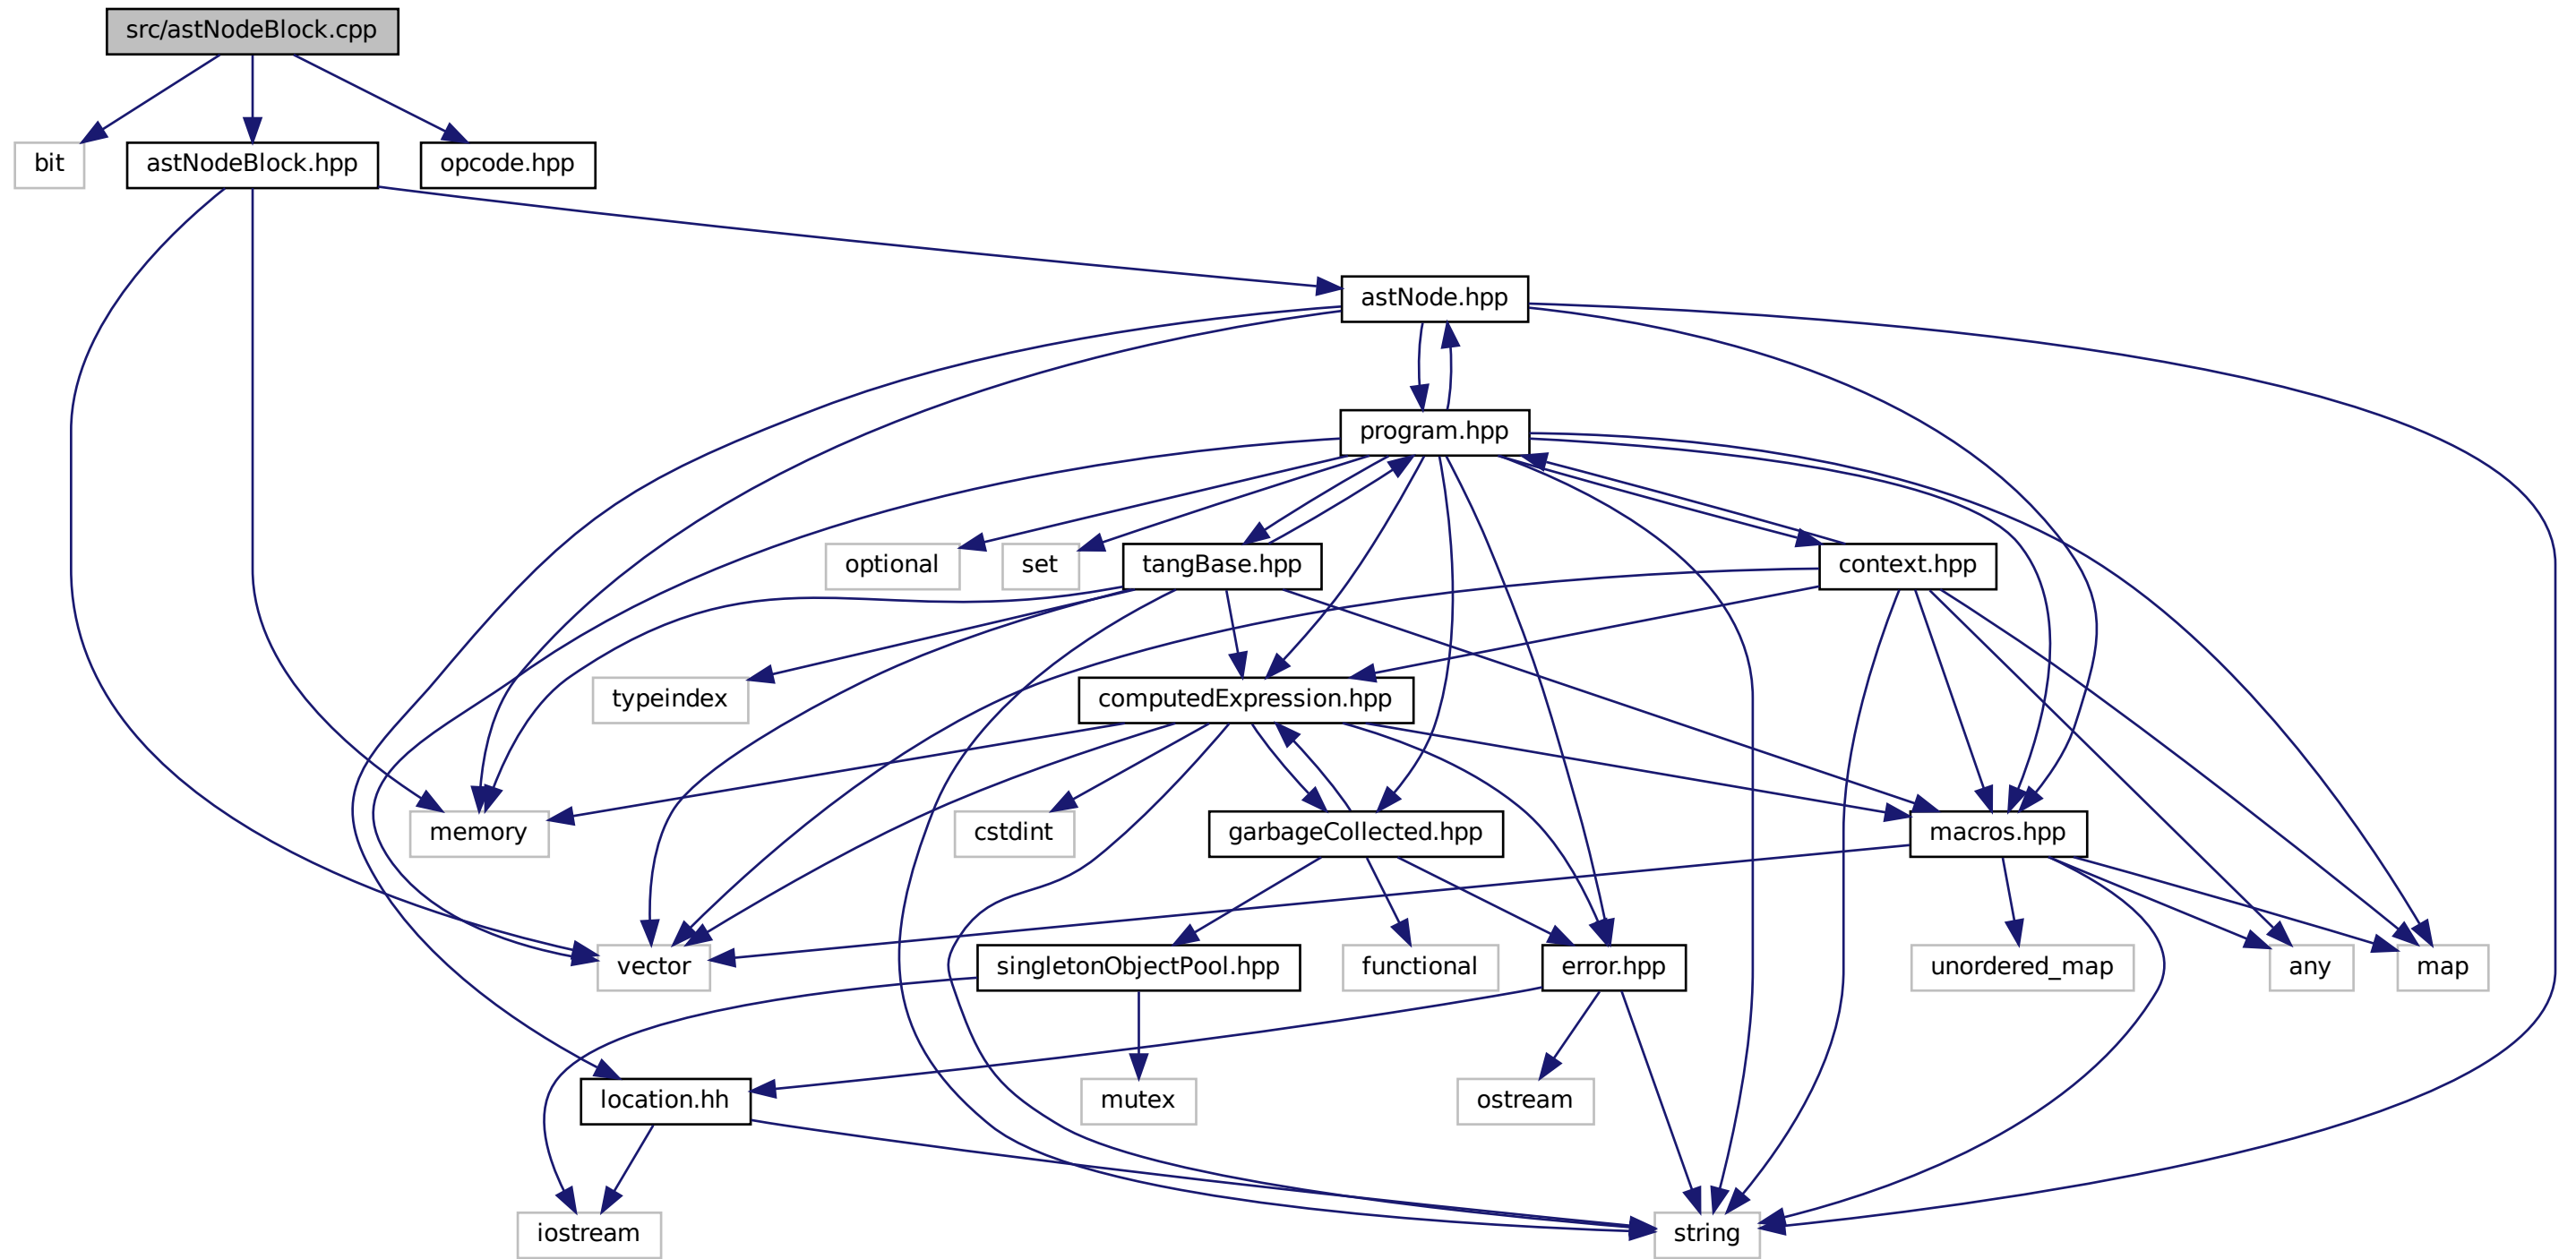 src/astNodeBlock.cpp
bit
astNodeBlock.hpp
opcode.hpp
astNode.hpp
program.hpp
optional
set
tangBase.hpp
context.hpp
typeindex
computedExpression.hpp
memory
cstdint
garbageCollected.hpp
macros.hpp
vector
singletonObjectPool.hpp
functional
error.hpp
unordered_map
any
map
location.hh
mutex
ostream
iostream
string